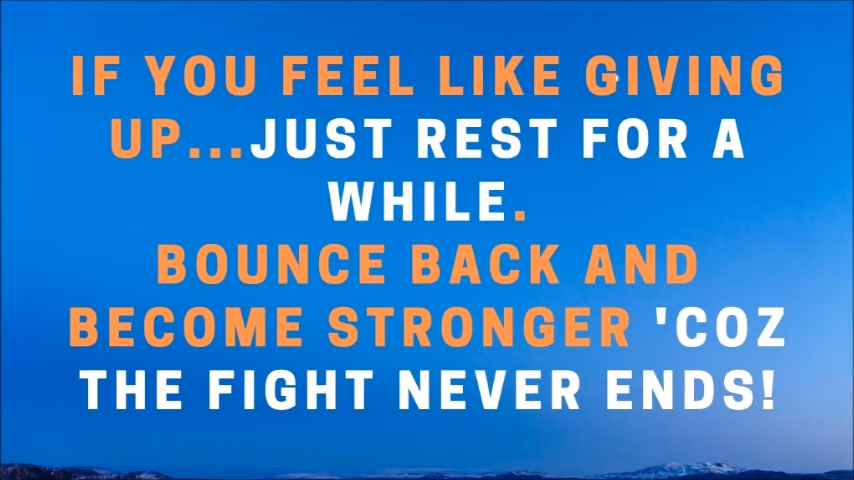 IF YOU FEEL LIKE GIVING
UP...JUST REST FOR A
WHILE.
BOUNCE BACK AND
BECOME STRONGER 'COZ
THE FIGHT NEVER ENDS!